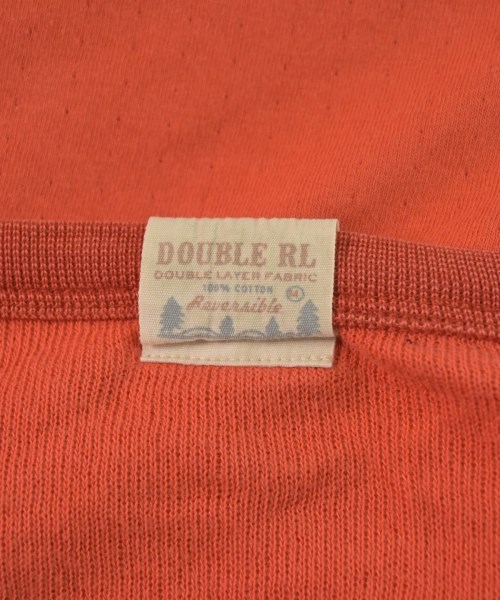 DOUBLE RL
DOUBLE LAYER FABRIC
100% COTTON
Reversible M